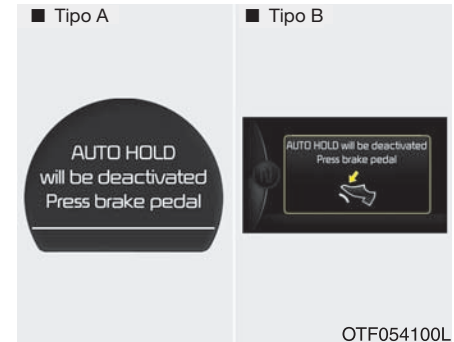 ■ Tipo A
AUTO HOLD
will be deactivated
Press brake pedal
■ Tipo B
AUTO HOLD will be deactivated
Press brake pedal
OTF054100L